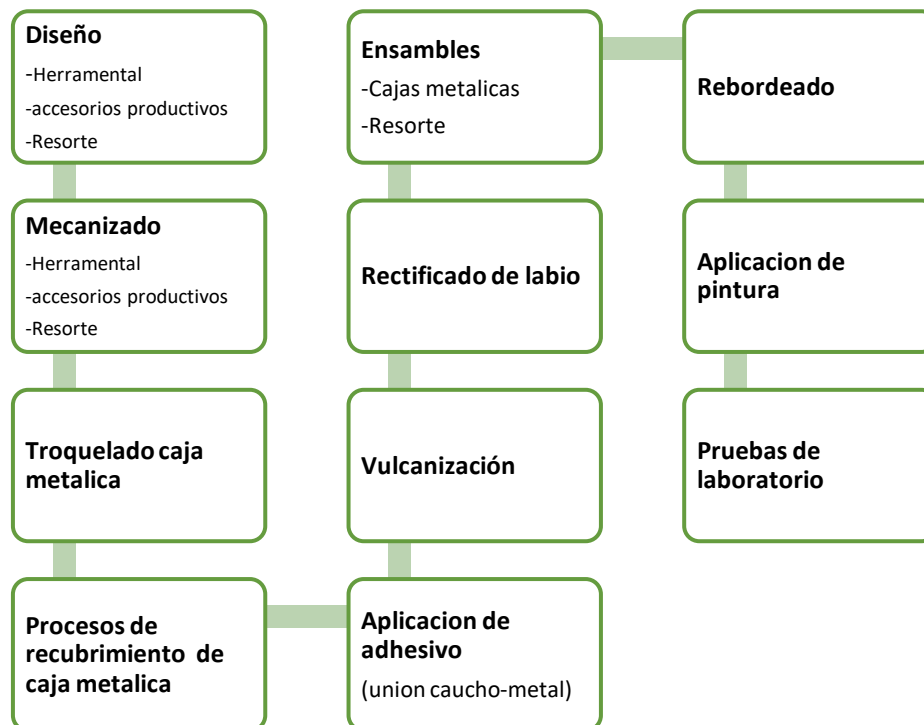 Diseño
-Herramental
-accesorios productivos
-Resorte
Mecanizado
-Herramental
-accesorios productivos
-Resorte
Troquelado caja
metalica
Procesos de
recubrimiento de
caja metalica
Aplicacion de
adhesivo
(union caucho-metal)
Vulcanización
Rectificado de labio
Ensambles
-Cajas metalicas
-Resorte
Rebordeado
Aplicacion de
pintura
Pruebas de
laboratorio